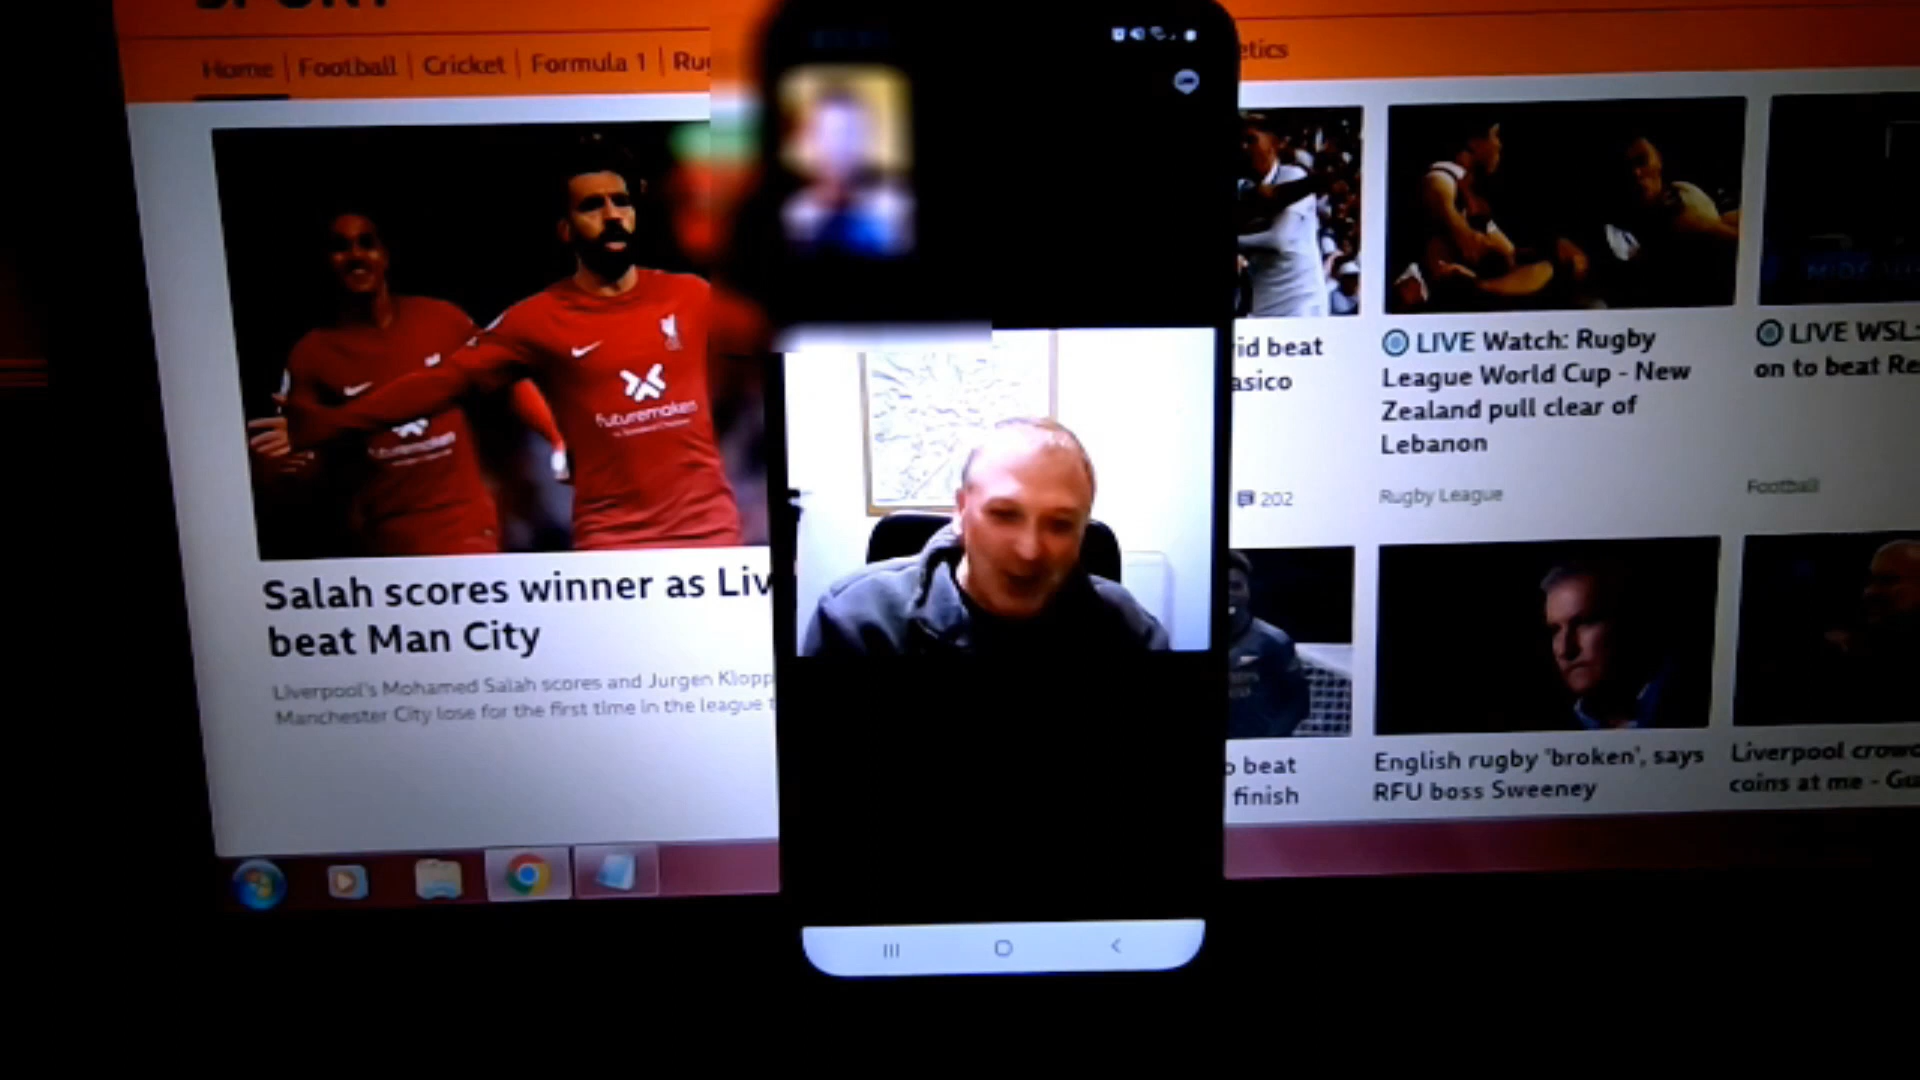 SPORT
Home | Football | Cricket | Formula 1 |
futuremakers
futuremakers
Salah scores winner as Liv
beat Man City
Liverpool's Mohamed Salah scores and Jurgen Klopp
Manchester City lose for the first time in the league
id beat
asico
202
LIVE Watch: Rugby
League World Cup - New
Zealand pull clear of
Lebanon
Rugby League
LIVE WSL:
on to beat Re
Football
beat
finish
English rugby 'broken', says
RFU boss Sweeney
Liverpool crowd
coins at me - Gu